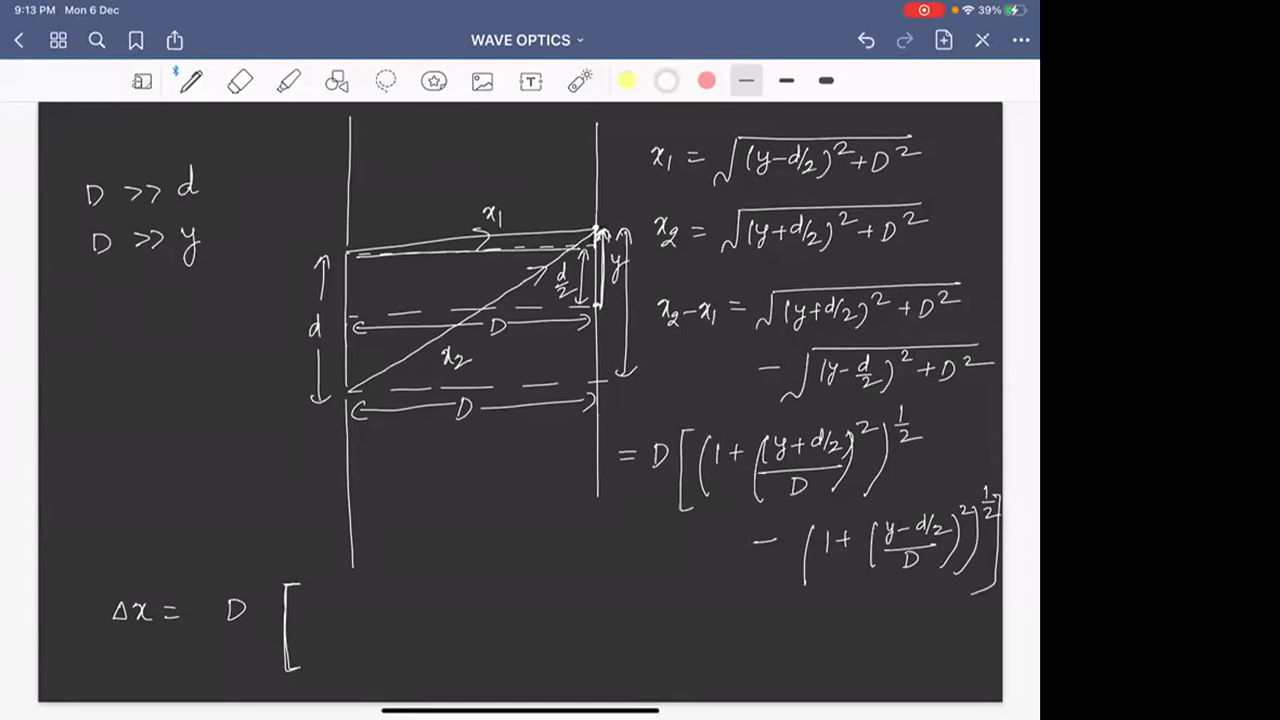 9:13 PM Mon 6 Dec
39%
WAVE OPTICS
T
D >> d
D >> y
x₁
d/2
y
d
D
x₂
D
x₁ = √((y-d/2)² + D²)
x₂ = √((y+d/2)² + D²)
x₂-x₁ = √((y+d/2)² + D²)
- √((y-d/2)² + D²)
= D[(1+((y+d/2)/D)²)^1/2
- (1+((y-d/2)/D)²)^1/2]
Δx = D [